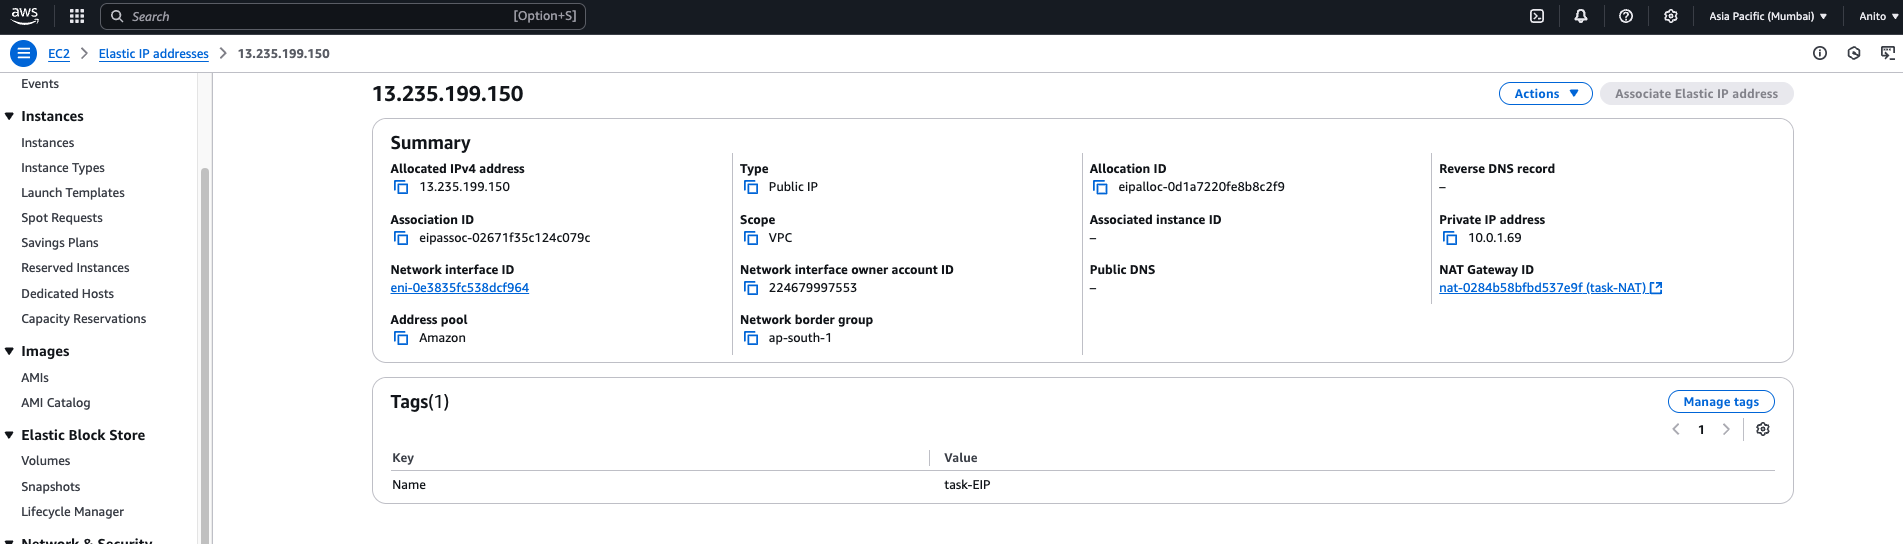 aws
Search
[Option+S]
Asia Pacific (Mumbai)
Anito
EC2
Elastic IP addresses
13.235.199.150
Events
Instances
Instances
Instance Types
Launch Templates
Spot Requests
Savings Plans
Reserved Instances
Dedicated Hosts
Capacity Reservations
Images
AMIs
AMI Catalog
Elastic Block Store
Volumes
Snapshots
Lifecycle Manager
Network & Security
13.235.199.150
Actions
Associate Elastic IP address
Summary
Allocated IPv4 address
13.235.199.150
Type
Public IP
Allocation ID
eipalloc-0d1a7220fe8b8c2f9
Reverse DNS record
–
Association ID
eipassoc-02671f35c124c079c
Scope
VPC
Associated instance ID
–
Private IP address
10.0.1.69
Network interface ID
eni-0e3835fc538dcf964
Network interface owner account ID
224679997553
Public DNS
–
NAT Gateway ID
nat-0284b58bfbd537e9f (task-NAT)
Address pool
Amazon
Network border group
ap-south-1
Tags(1)
Manage tags
1
Key
Value
Name
task-EIP